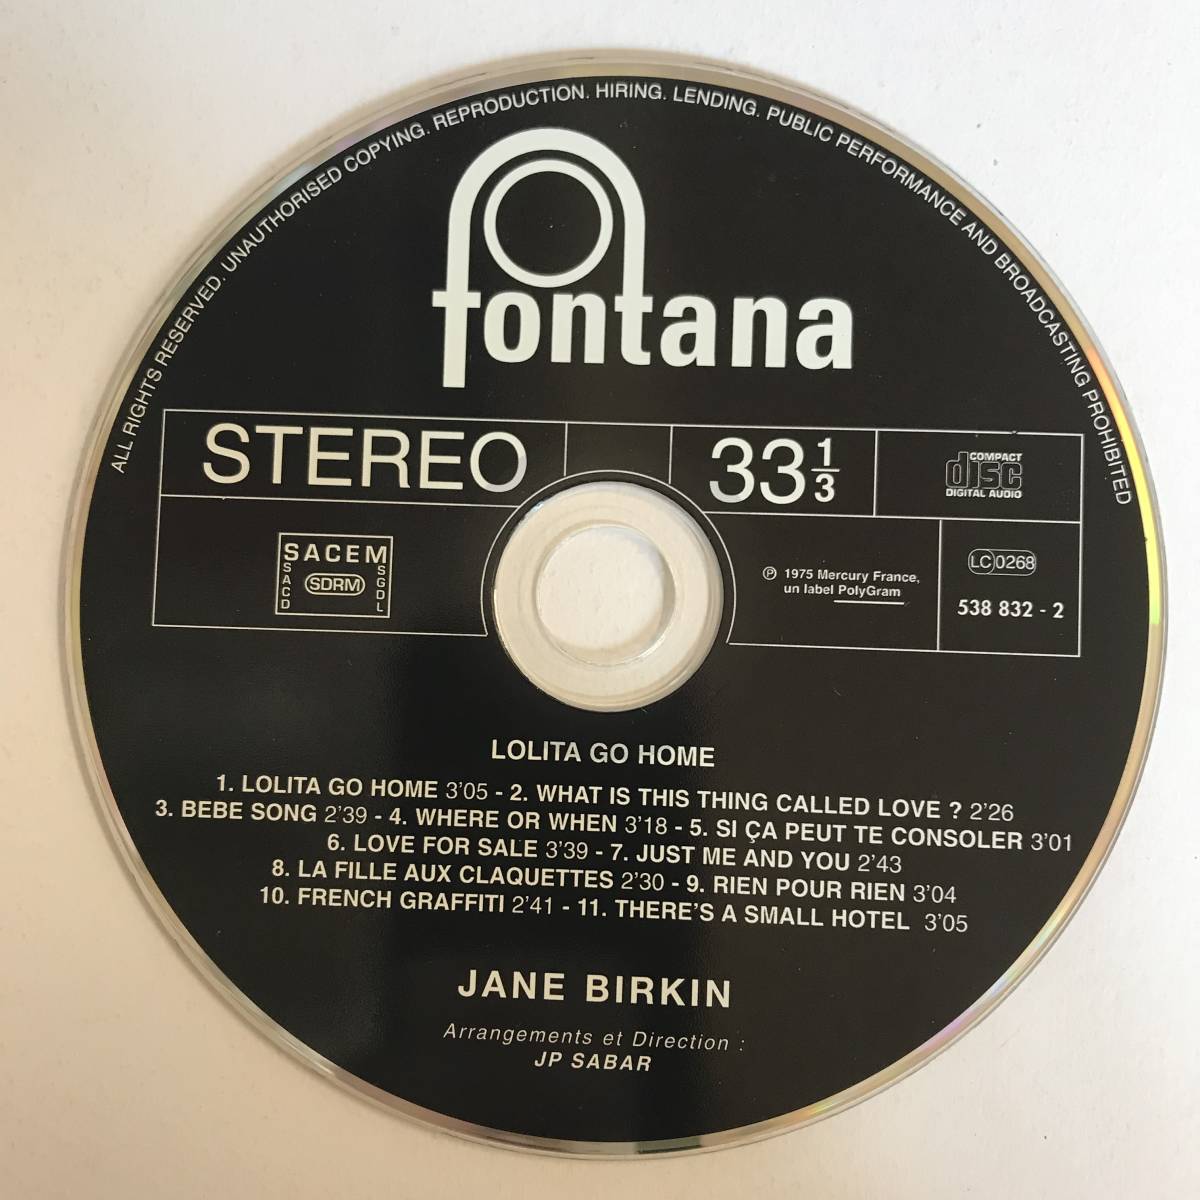 ALL RIGHTS RESERVED. UNAUTHORISED COPYING. REPRODUCTION. HIRING. LENDING. PUBLIC PERFORMANCE AND BROADCASTING PROHIBITED
fontana
STEREO
33 1/3
COMPACT
disc
DIGITAL AUDIO
SACEM
SACD
SDRM
SGDL
℗ 1975 Mercury France,
un label PolyGram
LC 0268
538 832 - 2
LOLITA GO HOME
1. LOLITA GO HOME 3'05 - 2. WHAT IS THIS THING CALLED LOVE ? 2'26
3. BEBE SONG 2'39 - 4. WHERE OR WHEN 3'18 - 5. SI ÇA PEUT TE CONSOLER 3'01
6. LOVE FOR SALE 3'39 - 7. JUST ME AND YOU 2'43
8. LA FILLE AUX CLAQUETTES 2'30 - 9. RIEN POUR RIEN 3'04
10. FRENCH GRAFFITI 2'41 - 11. THERE'S A SMALL HOTEL 3'05
JANE BIRKIN
Arrangements et Direction :
JP SABAR